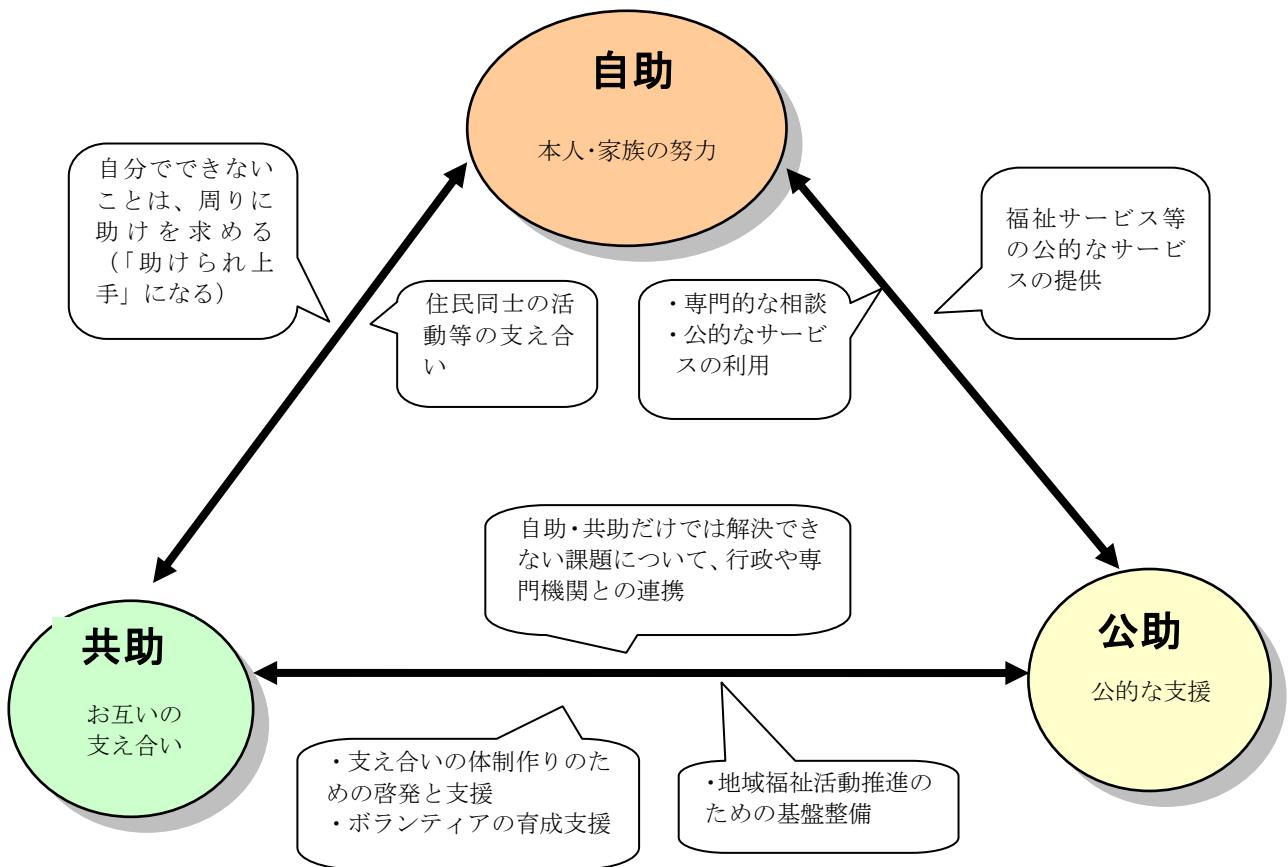 自助
本人・家族の努力
自分でできない
ことは、周りに
助けを求める
（「助けられ上
手」になる）
住民同士の活
動等の支え合
い
・専門的な相談
・公的なサービ
スの利用
福祉サービス等
の公的なサービ
スの提供
自助・共助だけでは解決でき
ない課題について、行政や専
門機関との連携
共助
お互いの
支え合い
公助
公的な支援
・支え合いの体制作りのた
めの啓発と支援
・ボランティアの育成支援
・地域福祉活動推進の
ための基盤整備